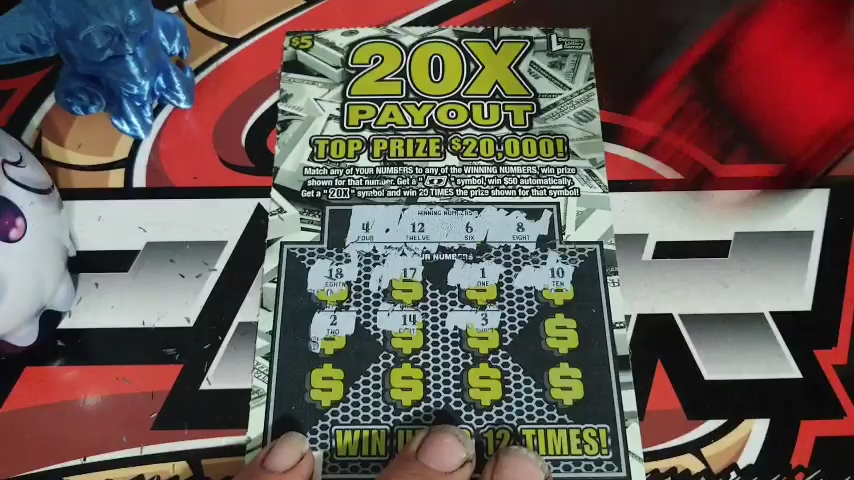 $5
20X
PAYOUT
TOP PRIZE $20,000!
Match any of YOUR NUMBERS to any of the WINNING NUMBERS, win prize
shown for that number. Get a " " symbol, win $50 automatically.
Get a "20X" symbol and win 20 TIMES the prize shown for that symbol!
WINNING NUMBERS
4 12 6 8
FOUR TWELVE SIX EIGHT
YOUR NUMBERS
18 17 1 10
EGHTN ONE TEN
$ $ $ $
2 14 3
TWO
$ $ $ $
$ $ $ $
WIN UP 12 TIMES!